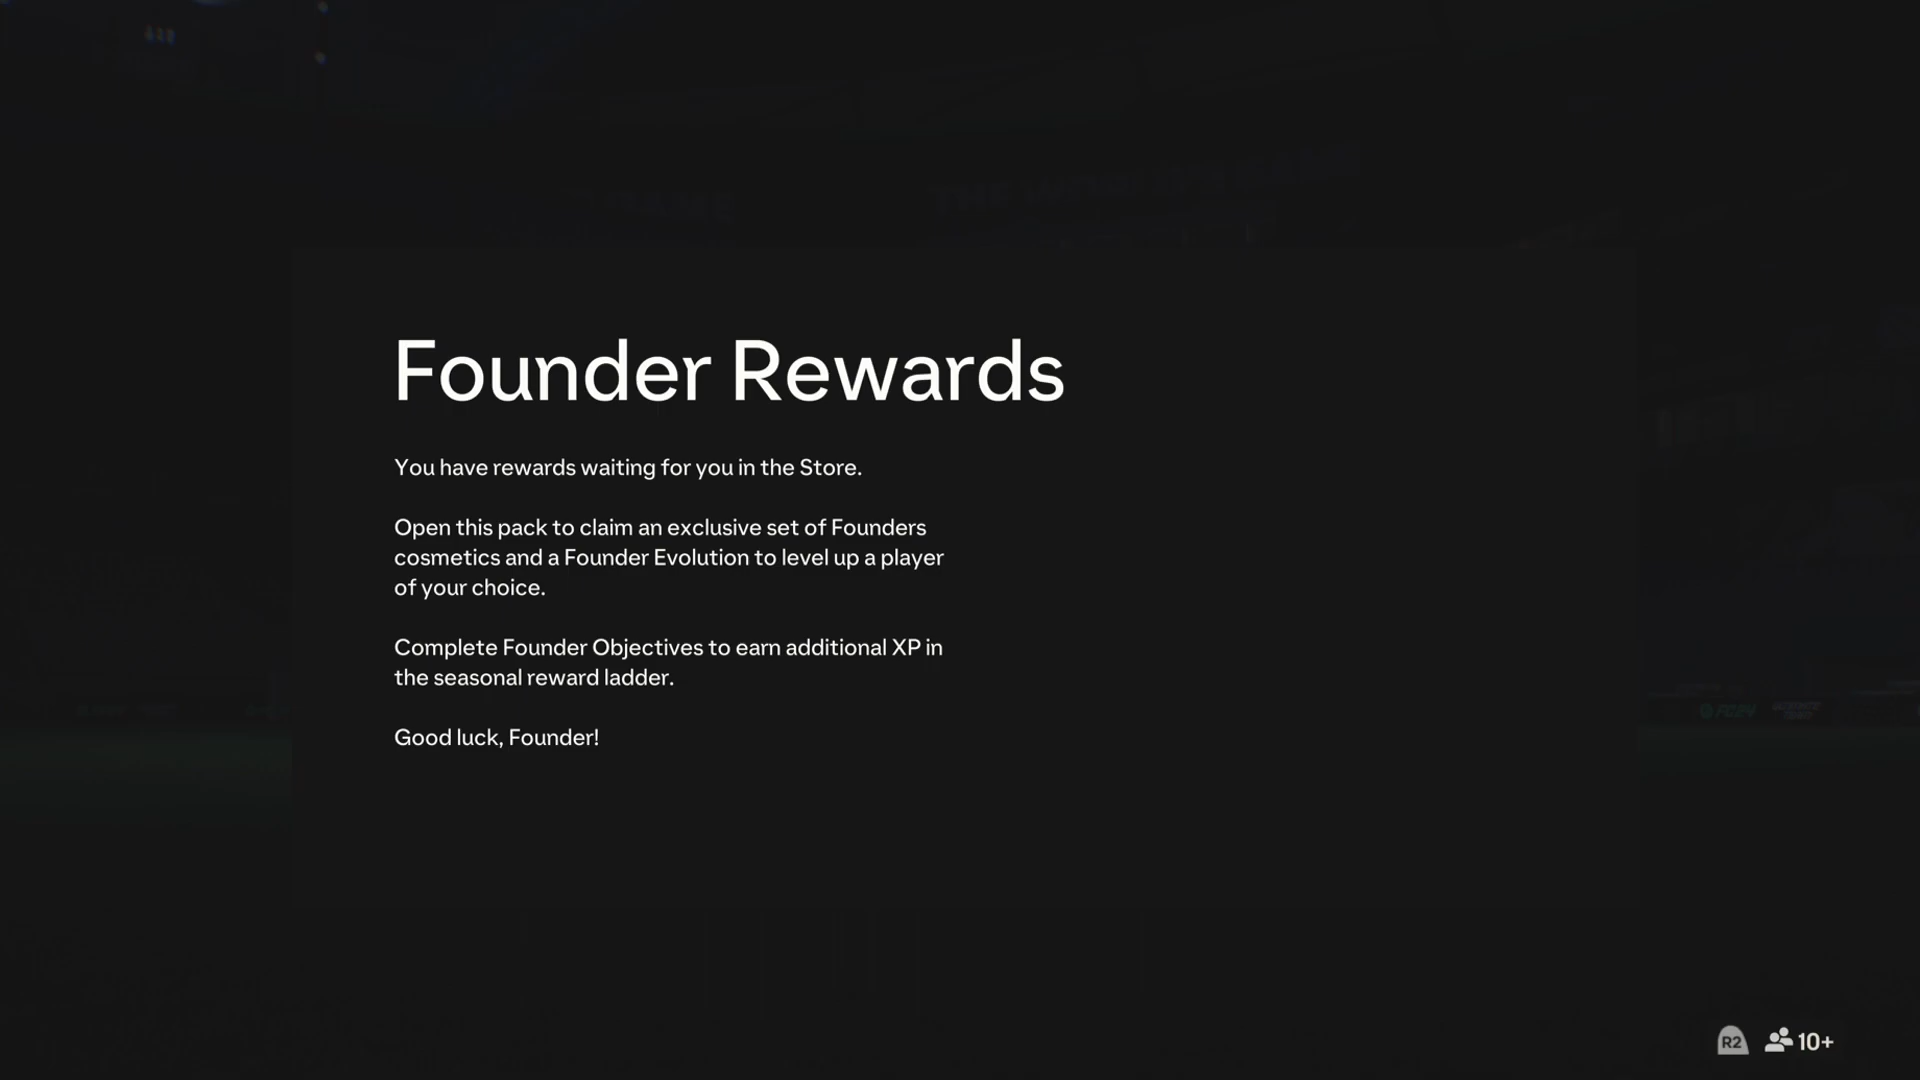 Founder Rewards
You have rewards waiting for you in the Store.
Open this pack to claim an exclusive set of Founders
cosmetics and a Founder Evolution to level up a player
of your choice.
Complete Founder Objectives to earn additional XP in
the seasonal reward ladder.
Good luck, Founder!
FC24
R2 10+